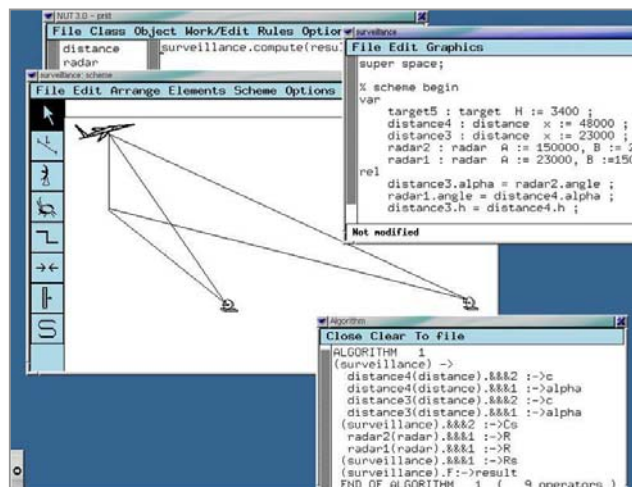 NUT 3.0 - priit
File Class Object Work/Edit Rules Option
distance
radar
surveillance.compute(resul
surveillance: scheme
File Edit Arrange Elements Scheme Options
surveillance
File Edit Graphics
super space;
% scheme begin
var
target5 : target H := 3400 ;
distance4 : distance x := 48000 ;
distance3 : distance x := 23000 ;
radar2 : radar A := 150000, B := 2
radar1 : radar A := 23000, B :=150
rel
distance3.alpha = radar2.angle ;
radar1.angle = distance4.alpha ;
distance3.h = distance4.h ;
Not modified
Algorithm
Close Clear To file
ALGORITHM 1
(surveillance) ->
distance4(distance).&&&2 :->c
distance4(distance).&&&1 :->alpha
distance3(distance).&&&2 :->c
distance3(distance).&&&1 :->alpha
(surveillance).&&&2 :->Cs
radar2(radar).&&&1 :->R
radar1(radar).&&&1 :->R
(surveillance).&&&1 :->Rs
(surveillance).F:->result
END OF ALGORITHM 1 ( 9 operators )